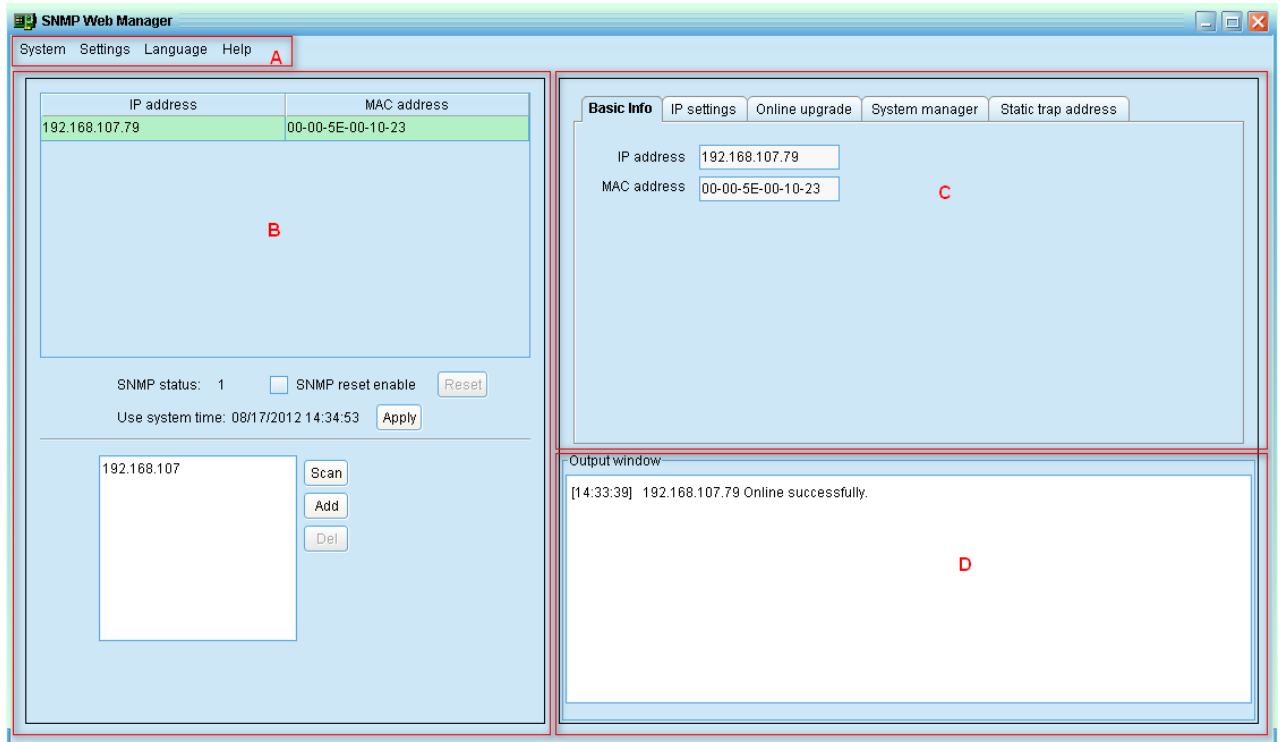 SNMP Web Manager
System Settings Language Help
A
IP address MAC address
192.168.107.79 00-00-5E-00-10-23
B
SNMP status: 1 SNMP reset enable Reset
Use system time: 08/17/2012 14:34:53 Apply
192.168.107
Scan
Add
Del
Basic Info IP settings Online upgrade System manager Static trap address
IP address 192.168.107.79
MAC address 00-00-5E-00-10-23
C
Output window
[14:33:39] 192.168.107.79 Online successfully.
D